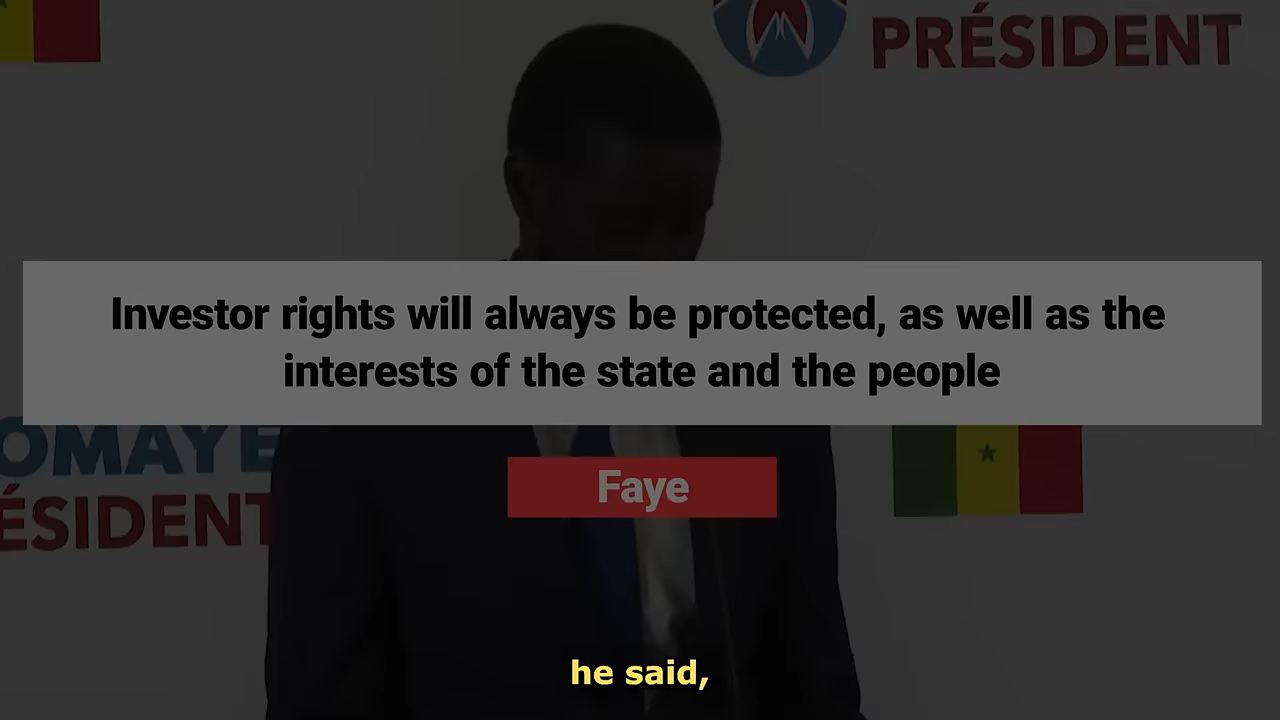 PRÉSIDENT
Investor rights will always be protected, as well as the
interests of the state and the people
OMAYE
ÉSIDENT
Faye
he said,